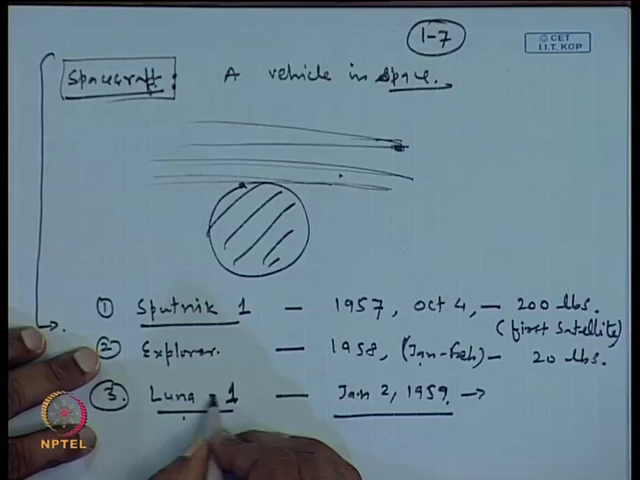 1-7
© CET
I.I.T. KGP
Spacecraft: A vehicle in space.
① Sputnik 1 — 1957, Oct 4, — 200 lbs.
(first satellite)
② Explorer. — 1958, (Jan-Feb) — 20 lbs.
③. Luna 1 — Jan 2, 1959. →
NPTEL